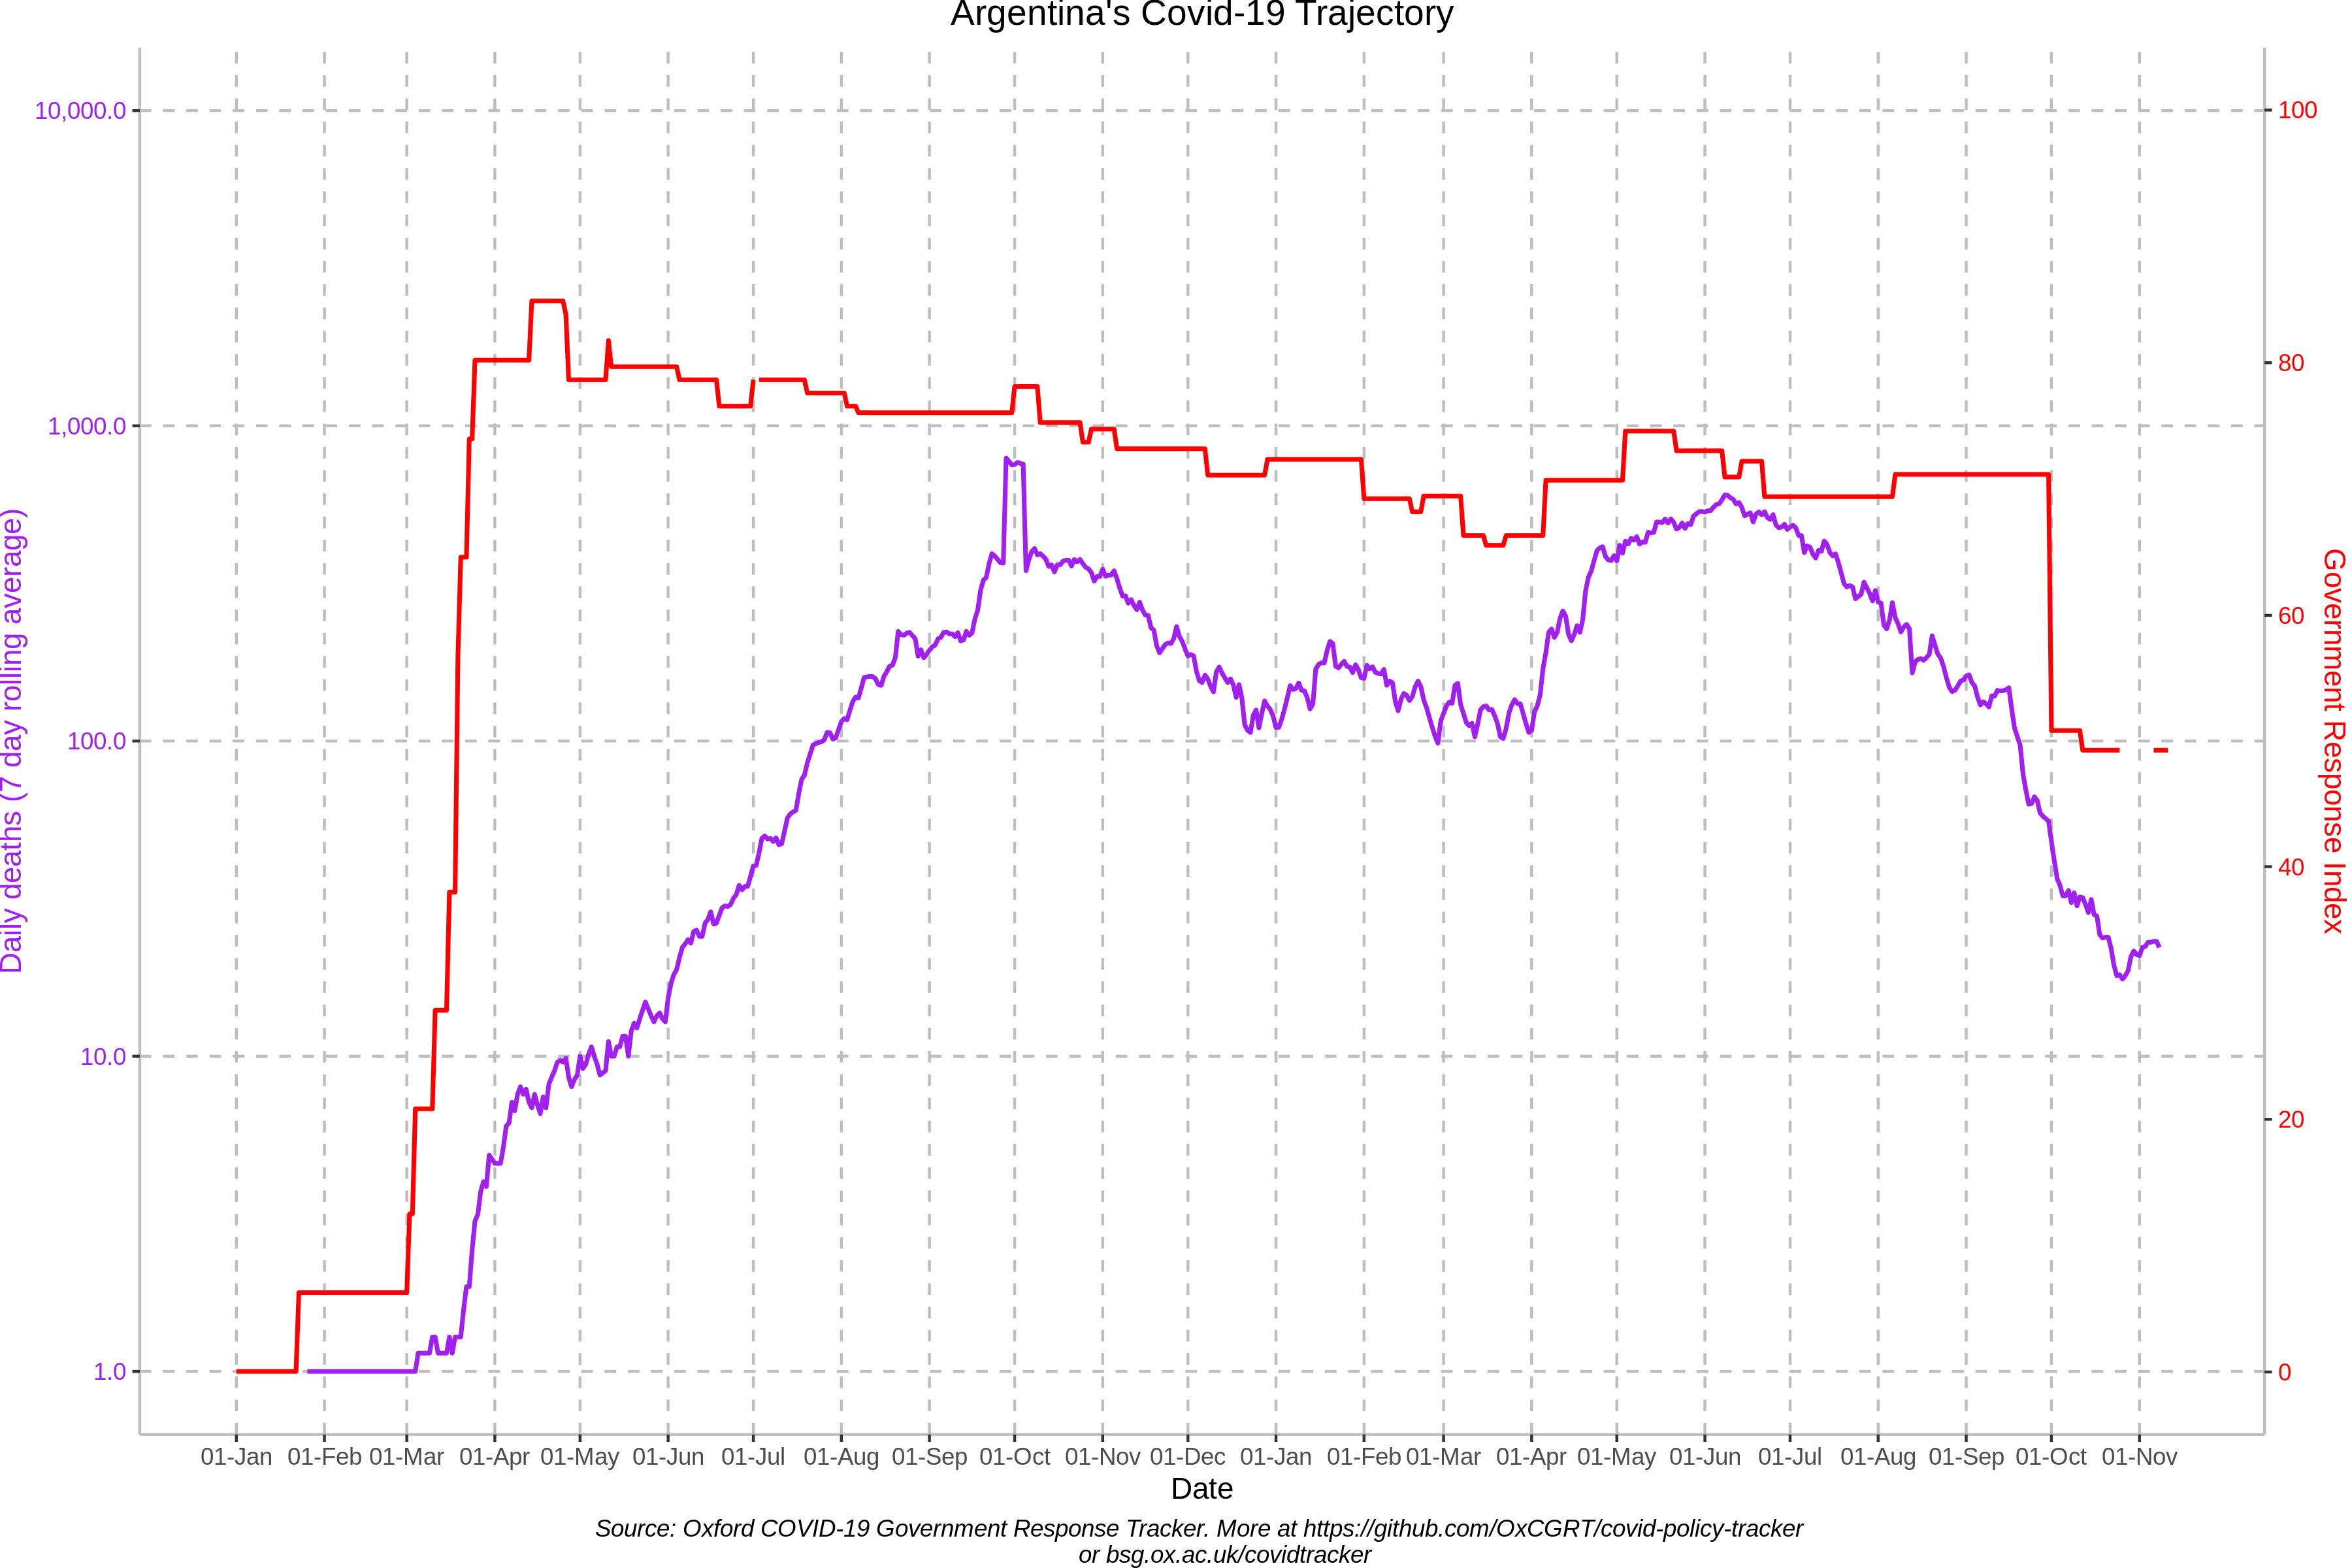 Argentina's Covid-19 Trajectory
10,000.0
1,000.0
100.0
10.0
1.0
Daily deaths (7 day rolling average)
100
80
60
40
20
0
Government Response Index
01-Jan 01-Feb 01-Mar 01-Apr 01-May 01-Jun 01-Jul 01-Aug 01-Sep 01-Oct 01-Nov 01-Dec 01-Jan 01-Feb 01-Mar 01-Apr 01-May 01-Jun 01-Jul 01-Aug 01-Sep 01-Oct 01-Nov
Date
Source: Oxford COVID-19 Government Response Tracker. More at https://github.com/OxCGRT/covid-policy-tracker
or bsg.ox.ac.uk/covidtracker